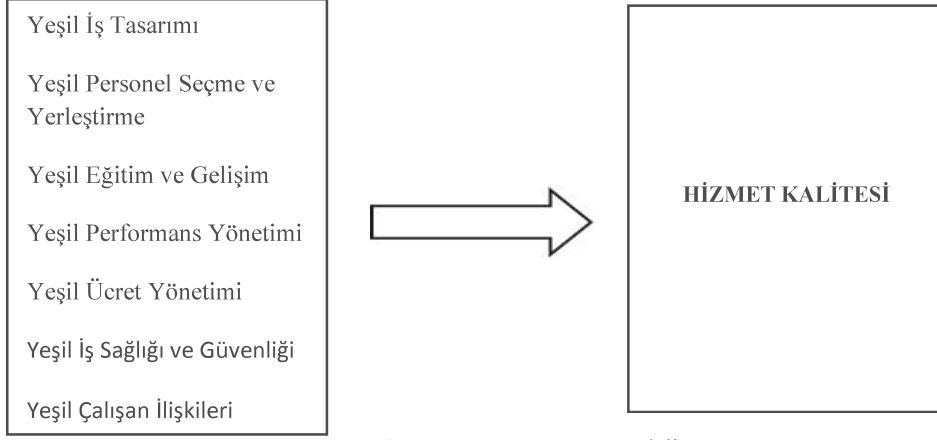 Yeşil İş Tasarımı
Yeşil Personel Seçme ve
Yerleştirme
Yeşil Eğitim ve Gelişim
Yeşil Performans Yönetimi
Yeşil Ücret Yönetimi
Yeşil İş Sağlığı ve Güvenliği
Yeşil Çalışan İlişkileri
HİZMET KALİTESİ